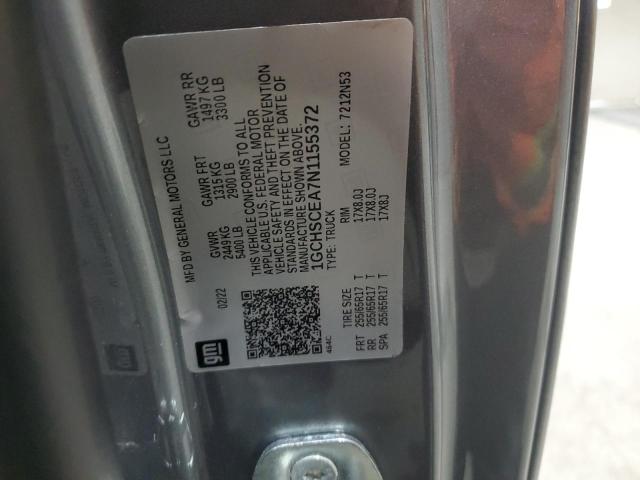 MFD BY GENERAL MOTORS LLC
02/22
GVWR
2449 KG
5400 LB
GAWR FRT
1315 KG
2900 LB
GAWR RR
1497 KG
3300 LB
THIS VEHICLE CONFORMS TO ALL
APPLICABLE U.S. FEDERAL MOTOR
VEHICLE SAFETY AND THEFT PREVENTION
STANDARDS IN EFFECT ON THE DATE OF
MANUFACTURE SHOWN ABOVE.
1GCHSCEA7N1155372
TYPE: TRUCK MODEL: 7212N53
gm
464C
TIRE SIZE RIM
FRT 255/65R17 T 17X8.0J
RR 255/65R17 T 17X8.0J
SPA 255/65R17 T 17X8J